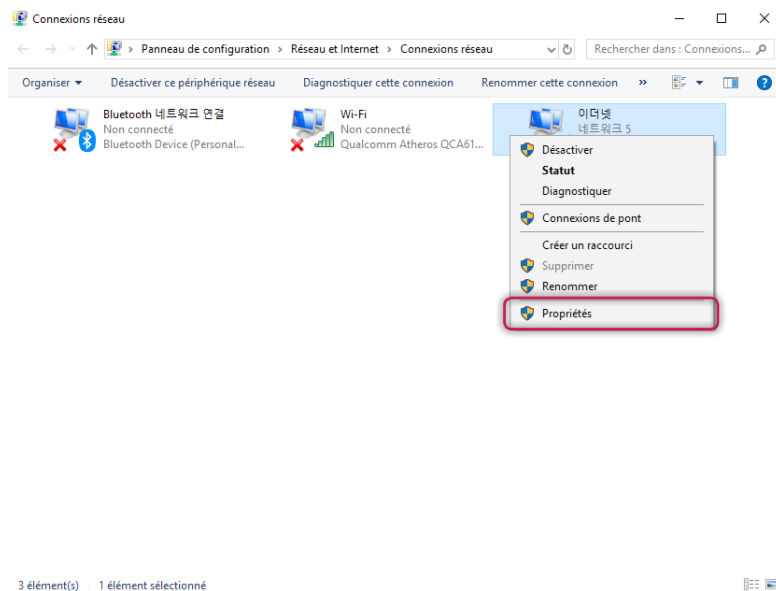 Connexions réseau
Panneau de configuration > Réseau et Internet > Connexions réseau
Rechercher dans : Connexions...
Organiser
Désactiver ce périphérique réseau
Diagnostiquer cette connexion
Renommer cette connexion
»
Bluetooth 네트워크 연결
Non connecté
Bluetooth Device (Personal...
Wi-Fi
Non connecté
Qualcomm Atheros QCA61...
이더넷
네트워크 5
Désactiver
Statut
Diagnostiquer
Connexions de pont
Créer un raccourci
Supprimer
Renommer
Propriétés
3 élément(s)
1 élément sélectionné